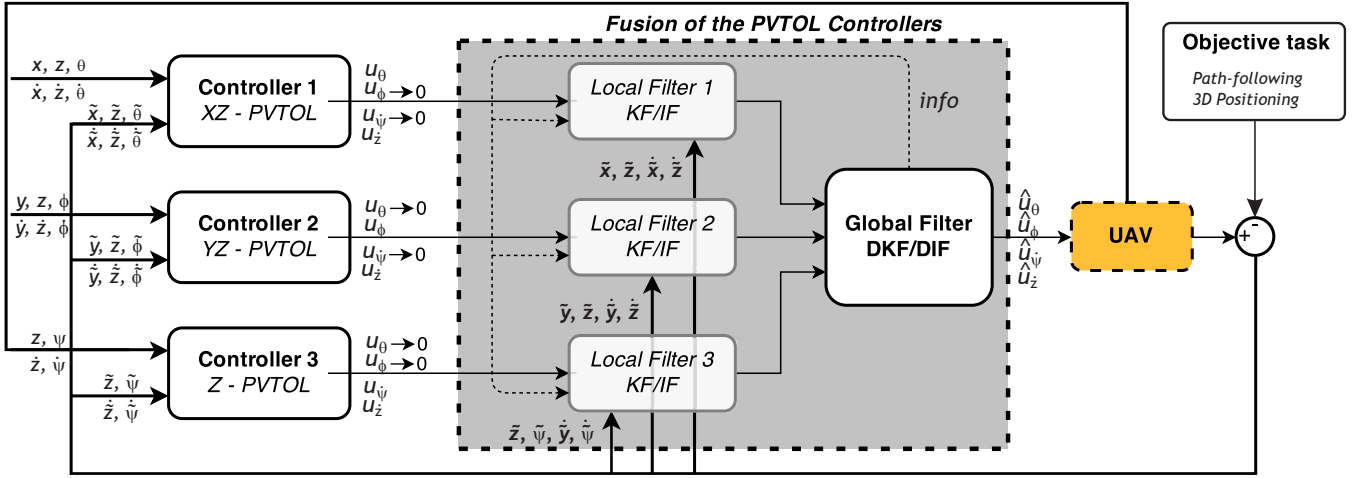 Fusion of the PVTOL Controllers
Objective task
Path-following
3D Positioning
x, z, θ
ẋ, ż, θ̇
x̃, z̃, θ̃
x̃̇, z̃̇, θ̃̇
Controller 1
XZ - PVTOL
u_θ
u_ϕ→0
u_ψ̇→0
u_ż
Local Filter 1
KF/IF
info
x̃, z̃, x̃̇, z̃̇
y, z, ϕ
ẏ, ż, ϕ̇
ỹ, z̃, ϕ̃
ỹ̇, z̃̇, ϕ̃̇
Controller 2
YZ - PVTOL
u_θ→0
u_ϕ
u_ψ̇→0
u_ż
Local Filter 2
KF/IF
ỹ, z̃, ỹ̇, z̃̇
Global Filter
DKF/DIF
û_θ
û_ϕ
û_ψ̇
û_ż
UAV
+
-
z, ψ
ż, ψ̇
z̃, ψ̃
z̃̇, ψ̃̇
Controller 3
Z - PVTOL
u_θ→0
u_ϕ→0
u_ψ̇
u_ż
Local Filter 3
KF/IF
z̃, ψ̃, ỹ̇, ψ̃̇